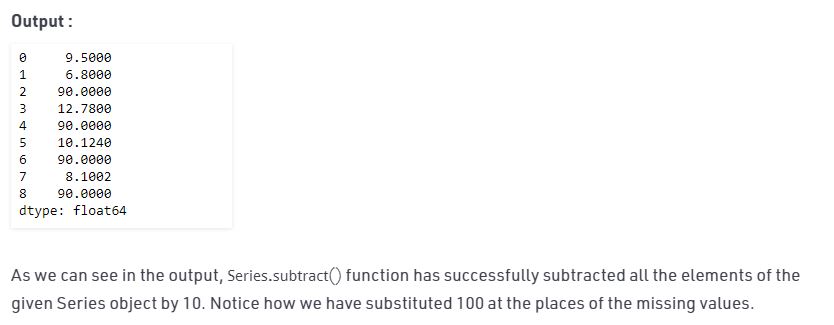 Output :
0 9.5000
1 6.8000
2 90.0000
3 12.7800
4 90.0000
5 10.1240
6 90.0000
7 8.1002
8 90.0000
dtype: float64
As we can see in the output, Series.subtract() function has successfully subtracted all the elements of the
given Series object by 10. Notice how we have substituted 100 at the places of the missing values.